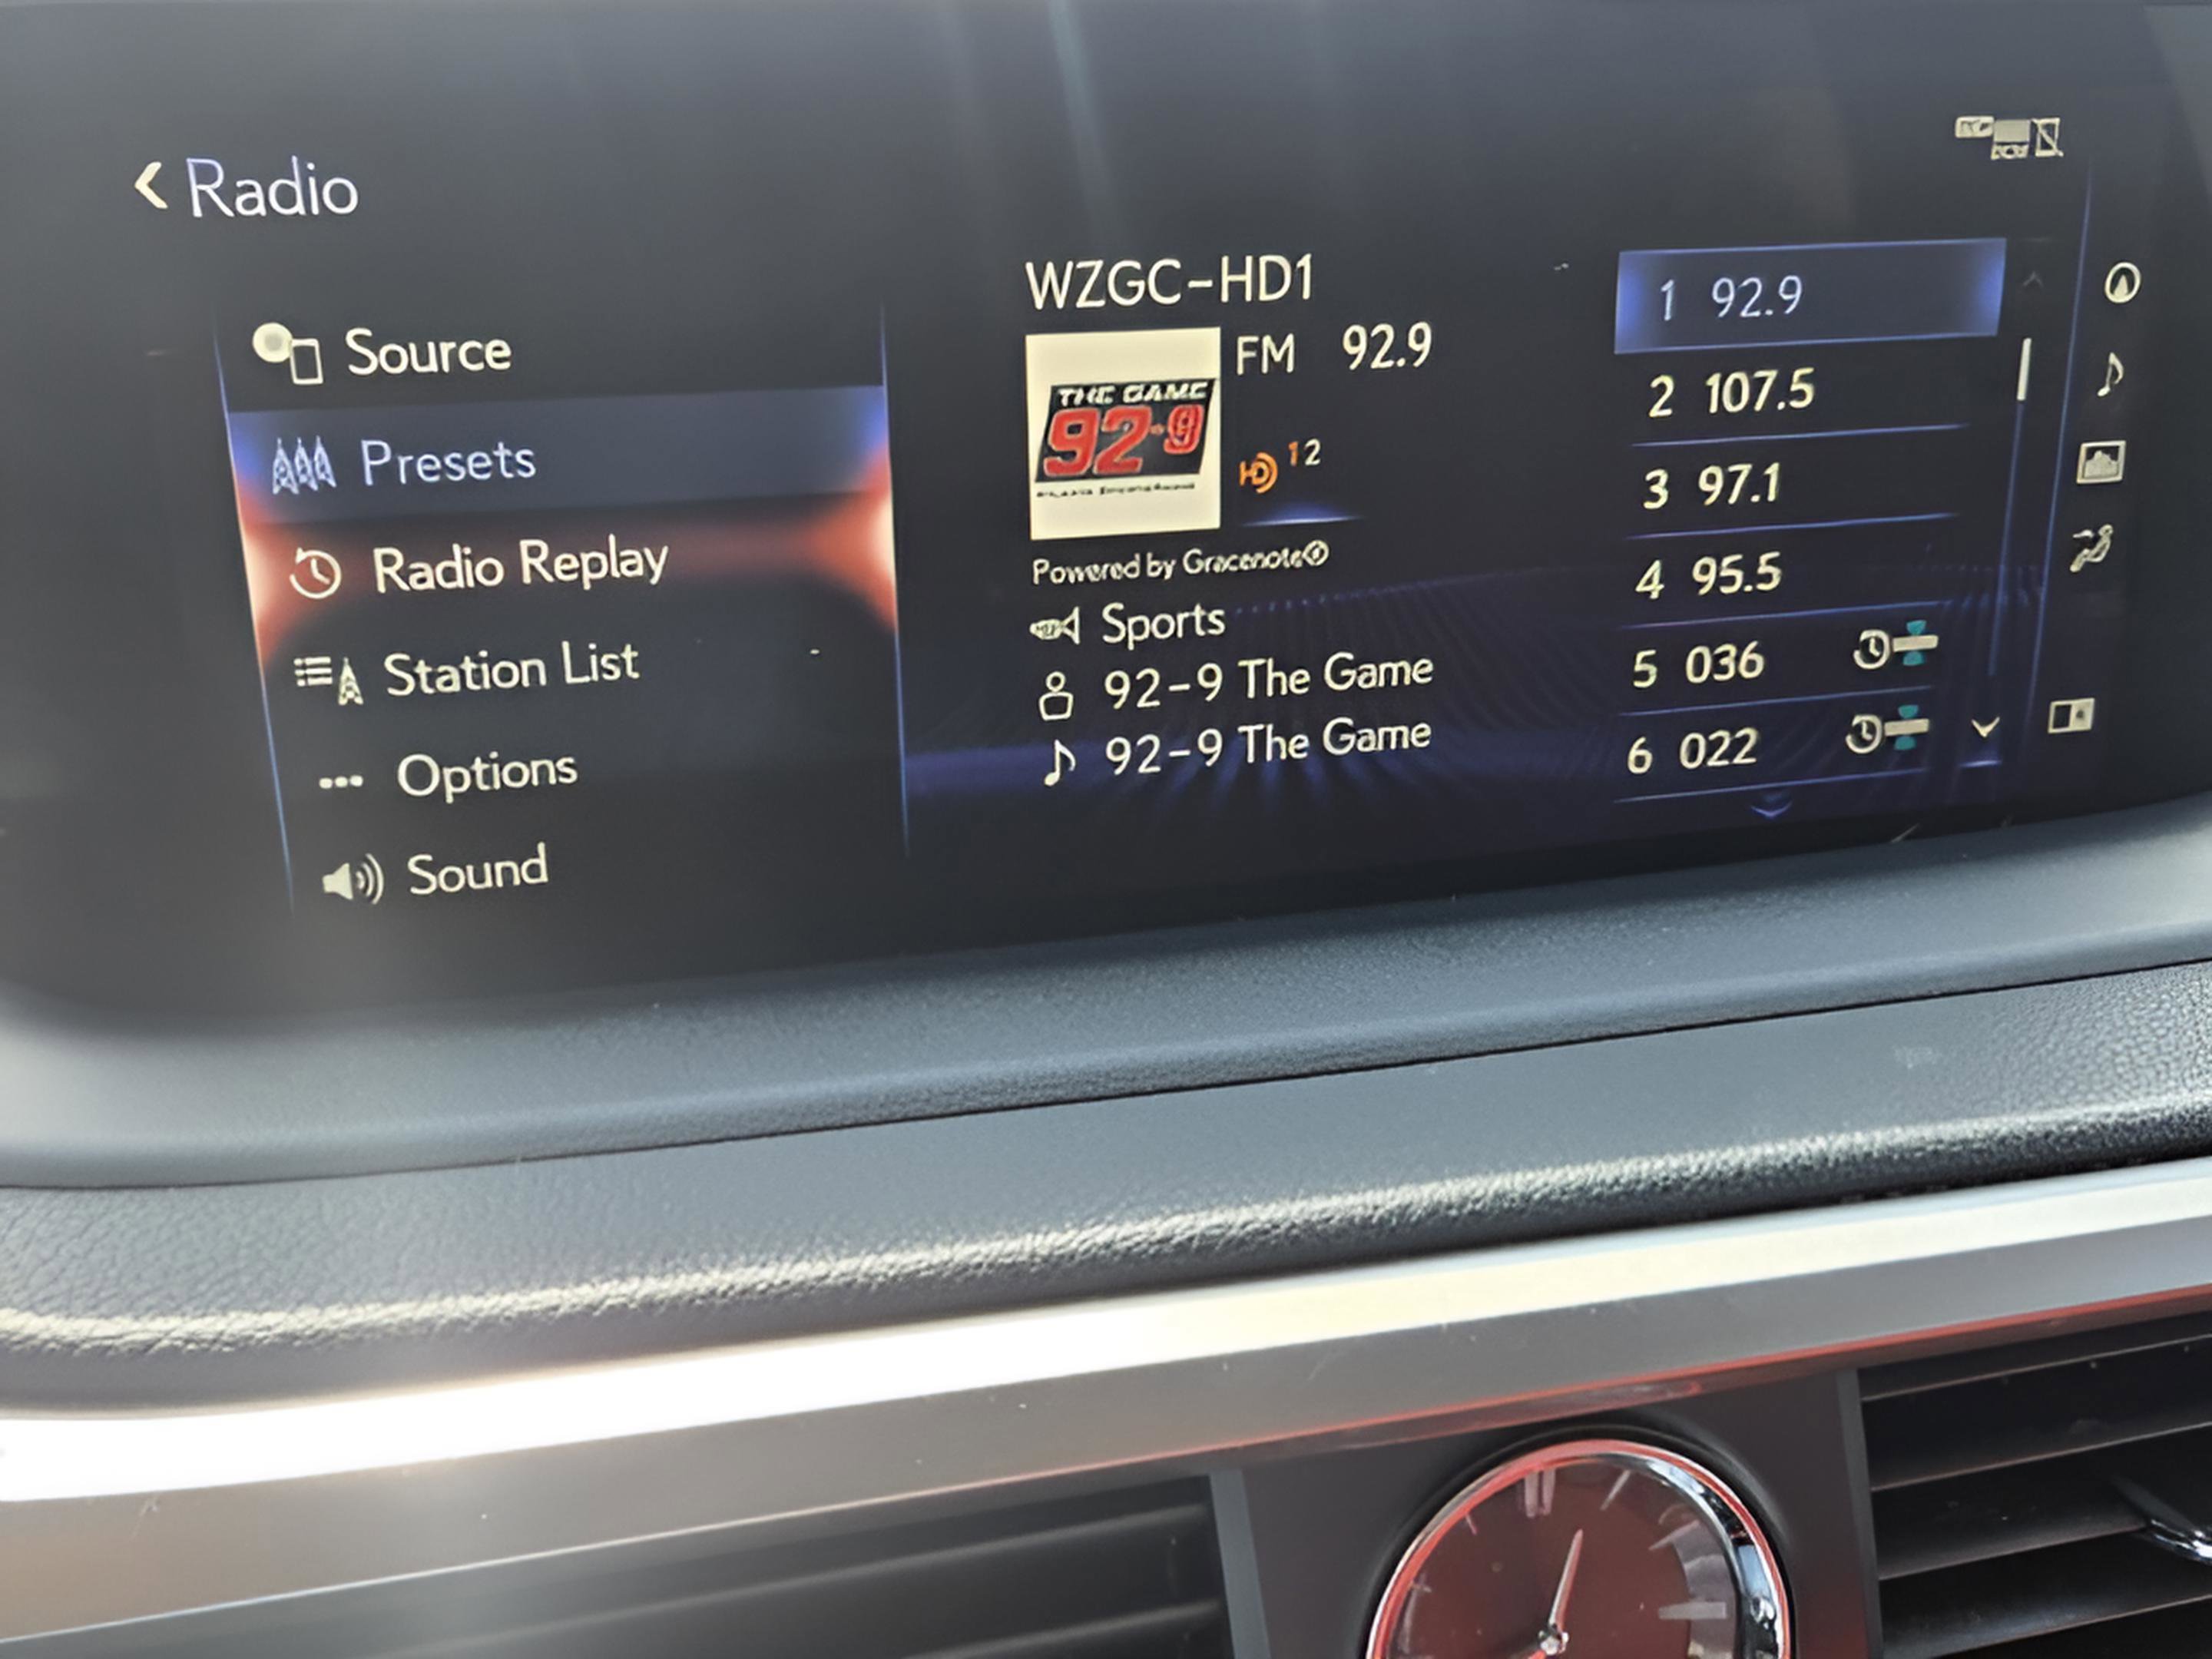 Radio
Source
Presets
Radio Replay
Station List
... Options
Sound
WZGC-HD1
THE GAME
92·9
FM 92.9
HD 12
Powered by Gracenote®
Sports
92-9 The Game
92-9 The Game
1 92.9
2 107.5
3 97.1
4 95.5
5 036
6 022